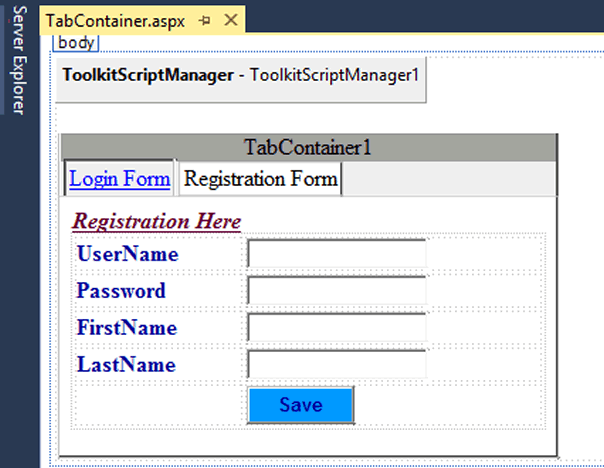 TabContainer.aspx
Server Explorer
body
ToolkitScriptManager - ToolkitScriptManager1
TabContainer1
Login Form Registration Form
Registration Here
UserName
Password
FirstName
LastName
Save